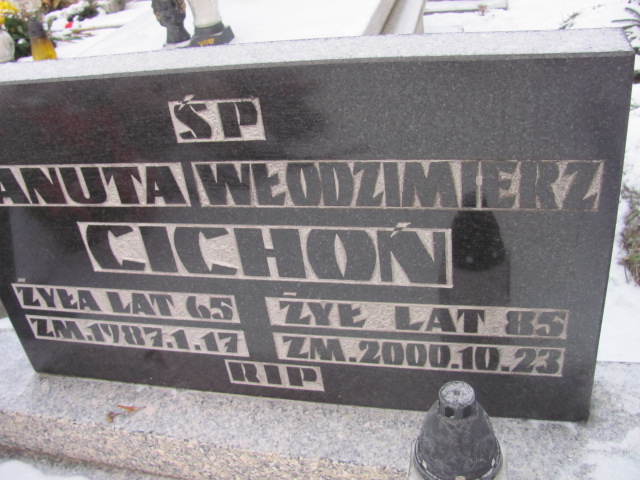 ŚP
ANUTA WŁODZIMIERZ
CICHOŃ
ŻYŁA LAT 65 ŻYŁ LAT 85
ZM.1987.1.17 ZM.2000.10.23
RIP